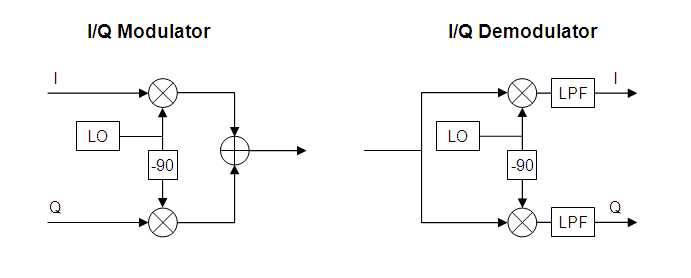 I/Q Modulator
I
LO
-90
Q
I/Q Demodulator
I
LPF
LO
-90
Q
LPF